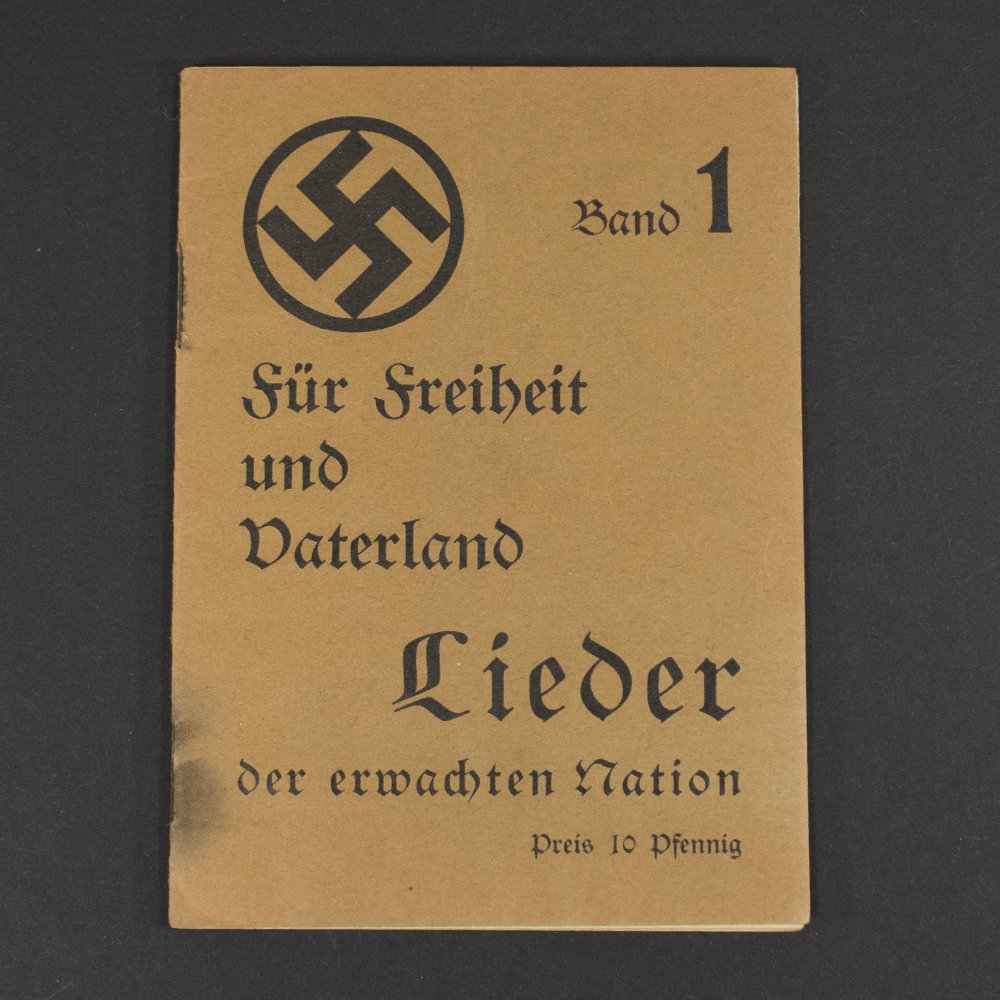 Band 1
Für Freiheit
und
Vaterland
Lieder
der erwachten Nation
Preis 10 Pfennig